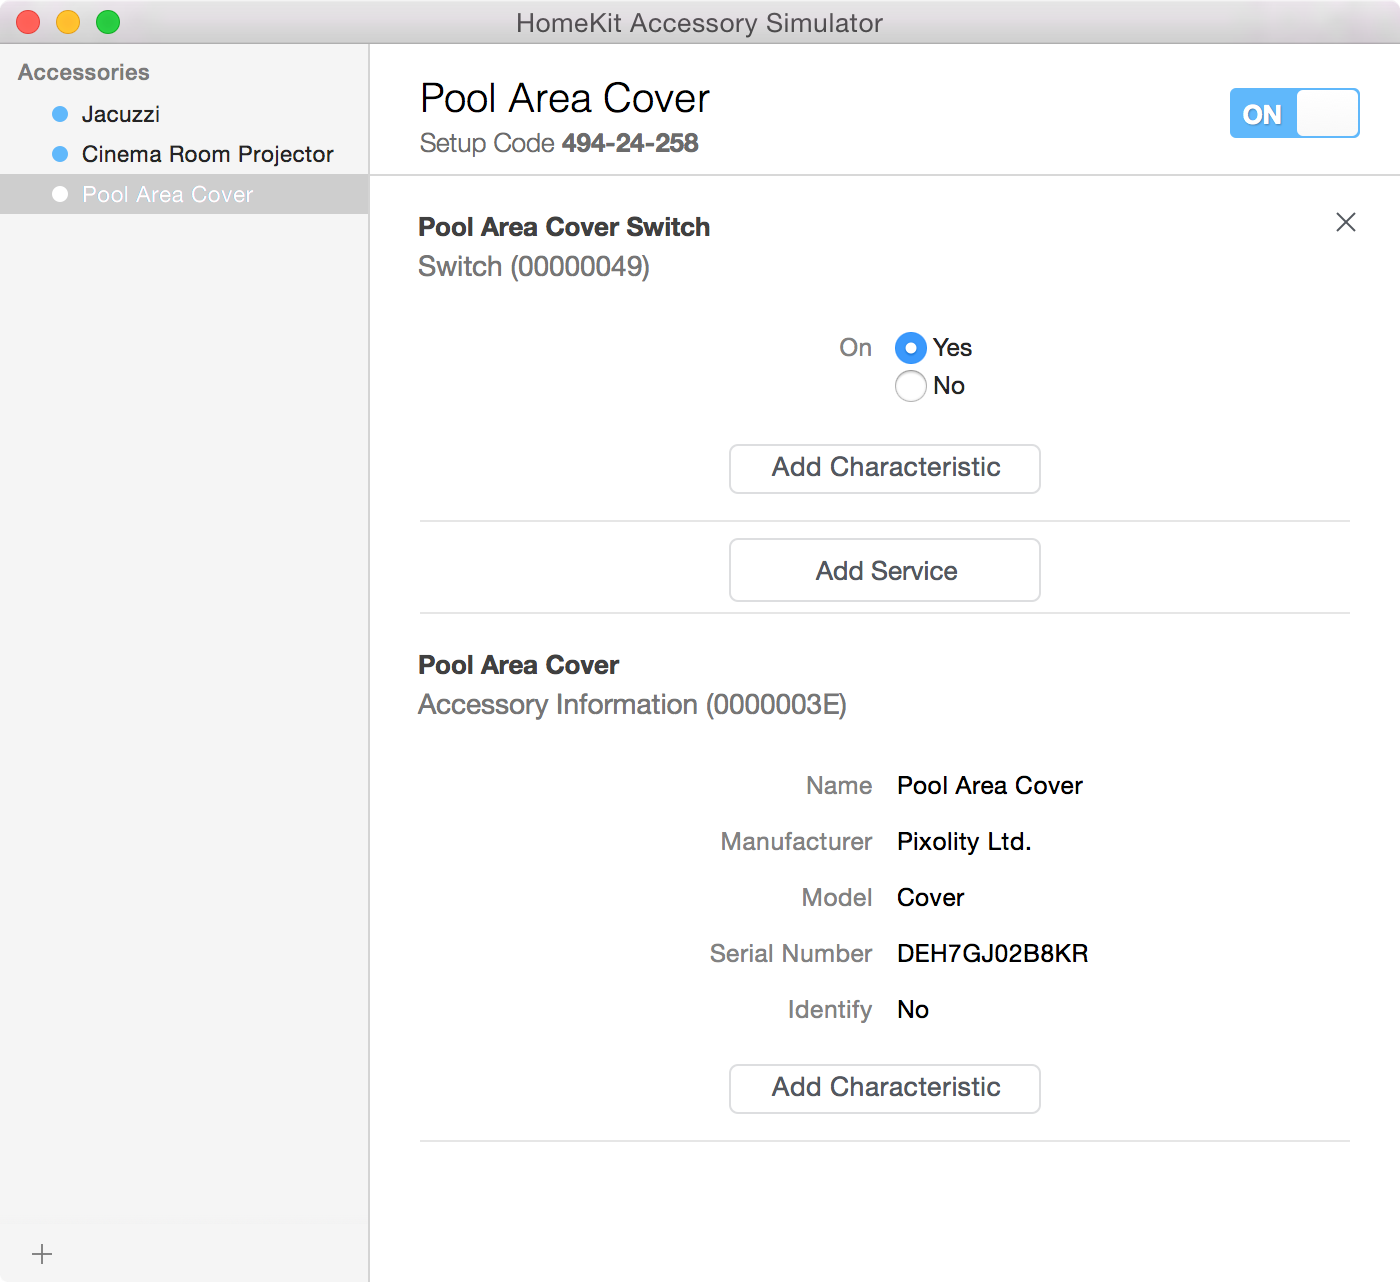 HomeKit Accessory Simulator
Accessories
Jacuzzi
Cinema Room Projector
Pool Area Cover
Pool Area Cover
Setup Code 494-24-258
ON
Pool Area Cover Switch
Switch (00000049)
On Yes
No
Add Characteristic
Add Service
Pool Area Cover
Accessory Information (0000003E)
Name Pool Area Cover
Manufacturer Pixolity Ltd.
Model Cover
Serial Number DEH7GJ02B8KR
Identify No
Add Characteristic